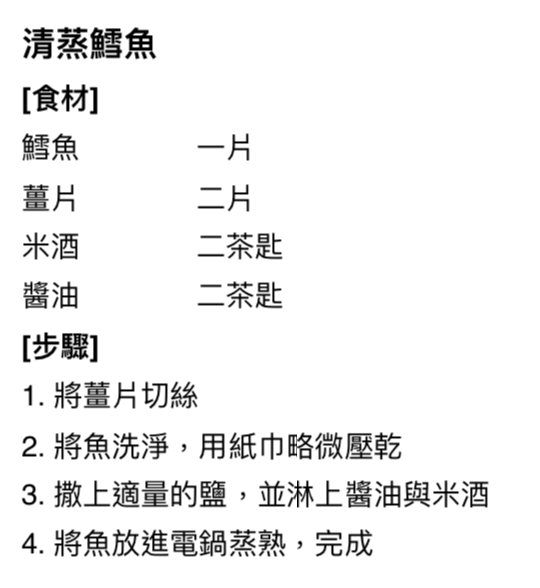 清蒸鱈魚
[食材]
鱈魚 一片
薑片 二片
米酒 二茶匙
醬油 二茶匙
[步驟]
1. 將薑片切絲
2. 將魚洗淨，用紙巾略微壓乾
3. 撒上適量的鹽，並淋上醬油與米酒
4. 將魚放進電鍋蒸熟，完成